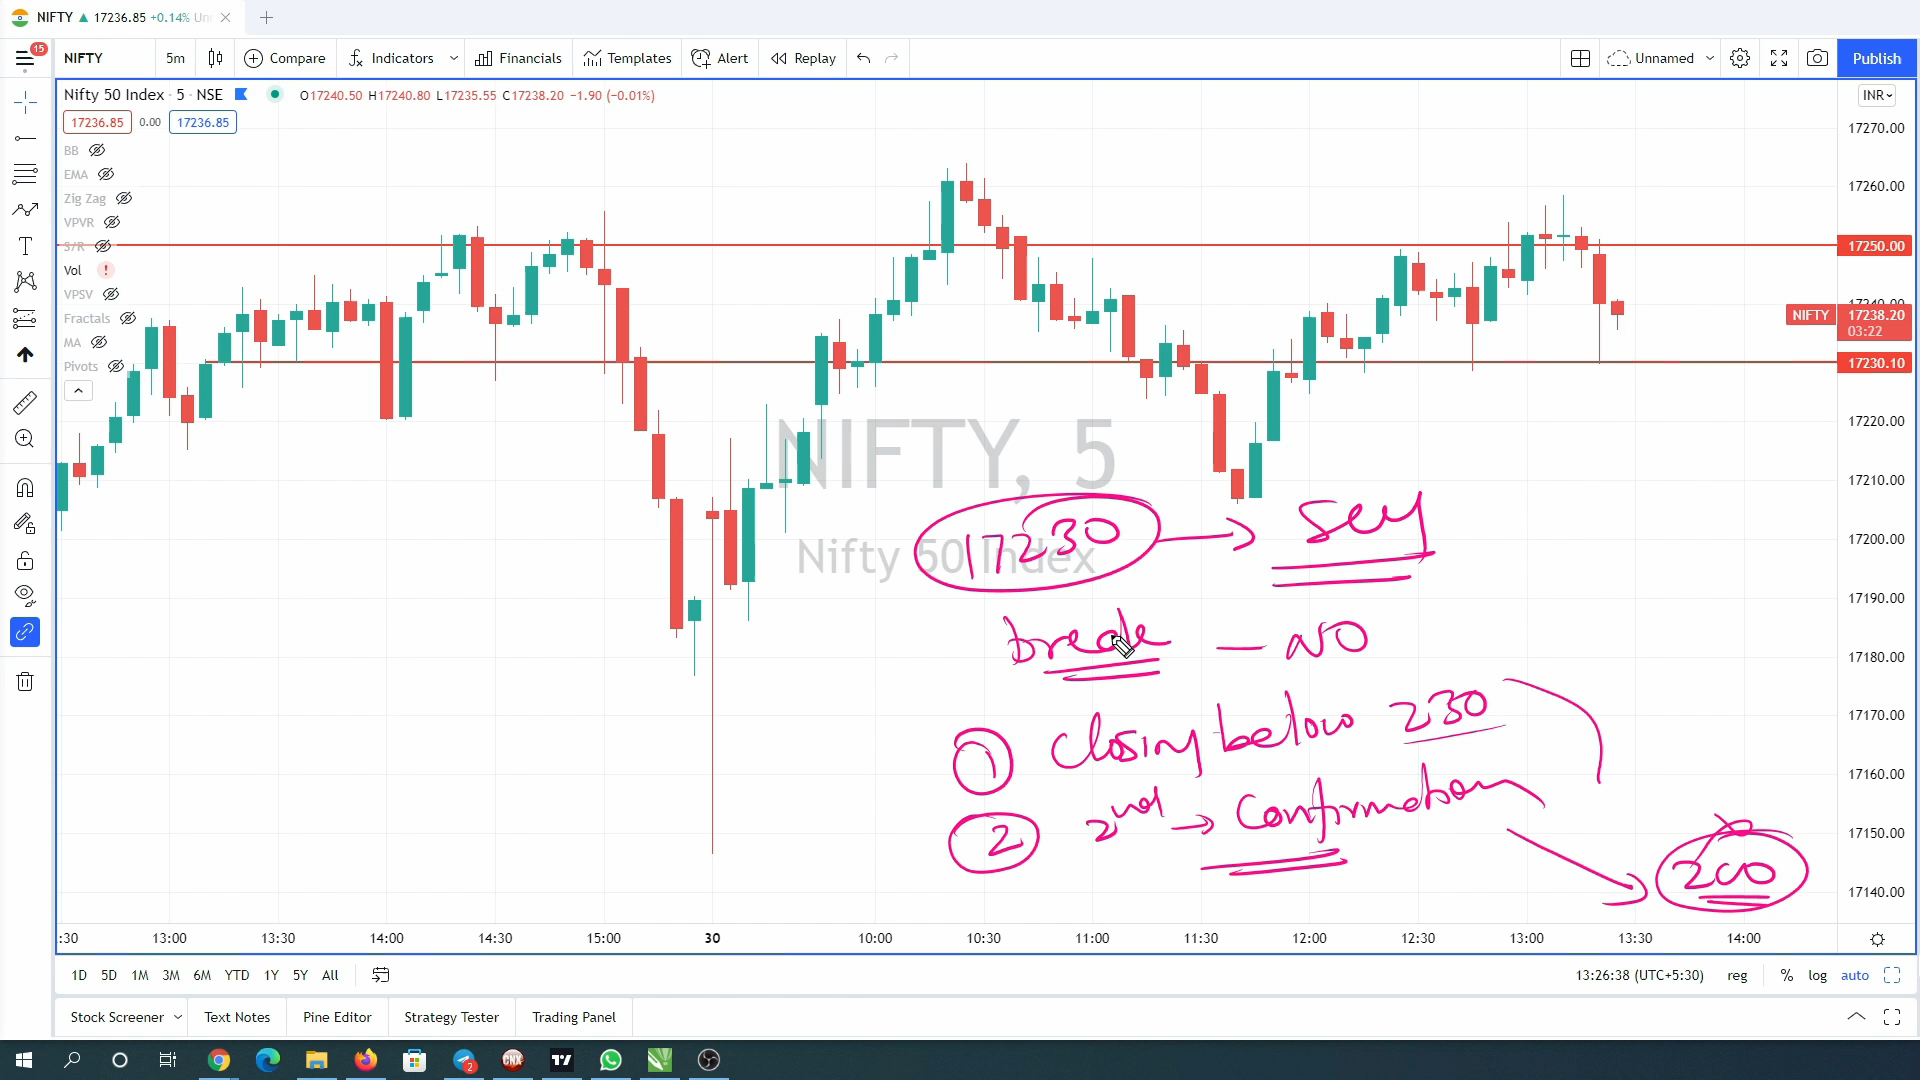 NIFTY ▲ 17236.85 +0.14% Un
15
NIFTY 5m Compare Indicators Financials Templates Alert Replay Unnamed Publish
Nifty 50 Index · 5 · NSE O17240.50 H17240.80 L17235.55 C17238.20 −1.90 (−0.01%)
INR
17236.85 0.00 17236.85
BB
EMA
Zig Zag
VPVR
S/R
Vol !
VPSV
Fractals
MA
Pivots
17270.00
17260.00
17250.00
17240.00
NIFTY 17238.20
03:22
17230.10
17220.00
17210.00
17200.00
17190.00
17180.00
17170.00
17160.00
17150.00
17140.00
NIFTY, 5
Nifty 50 Index
17230 → Sell
break — NO
1 Closing below 230
2 2nd → Confirmation
200
:30 13:00 13:30 14:00 14:30 15:00 30 10:00 10:30 11:00 11:30 12:00 12:30 13:00 13:30 14:00
1D 5D 1M 3M 6M YTD 1Y 5Y All 13:26:38 (UTC+5:30) reg % log auto
Stock Screener Text Notes Pine Editor Strategy Tester Trading Panel
2 CNX